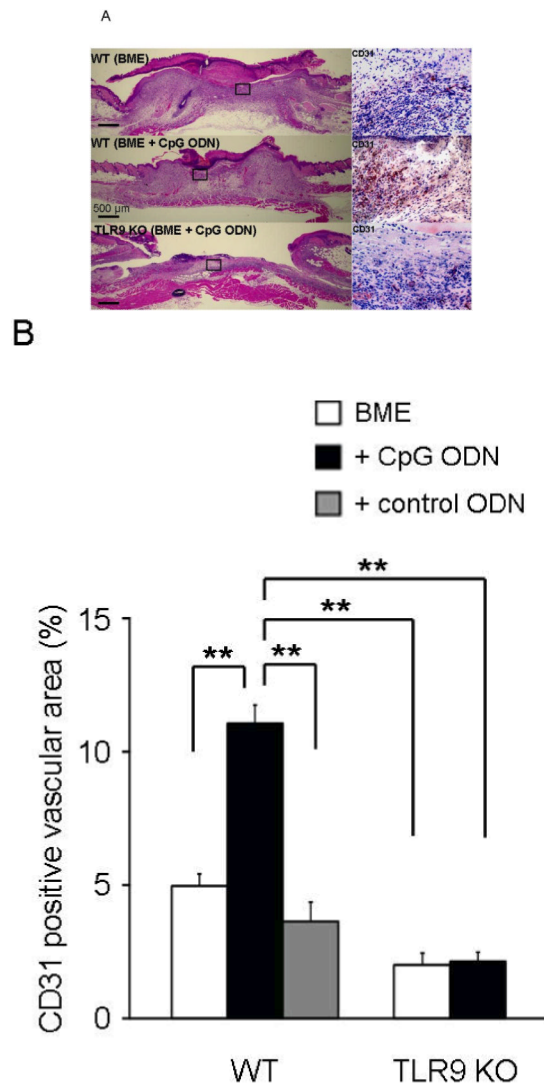 A
WT (BME)
CD31
WT (BME + CpG ODN)
CD31
500 µm
TLR9 KO (BME + CpG ODN)
CD31
B
BME
+ CpG ODN
+ control ODN
**
**
** **
CD31 positive vascular area (%)
15
10
5
0
WT TLR9 KO